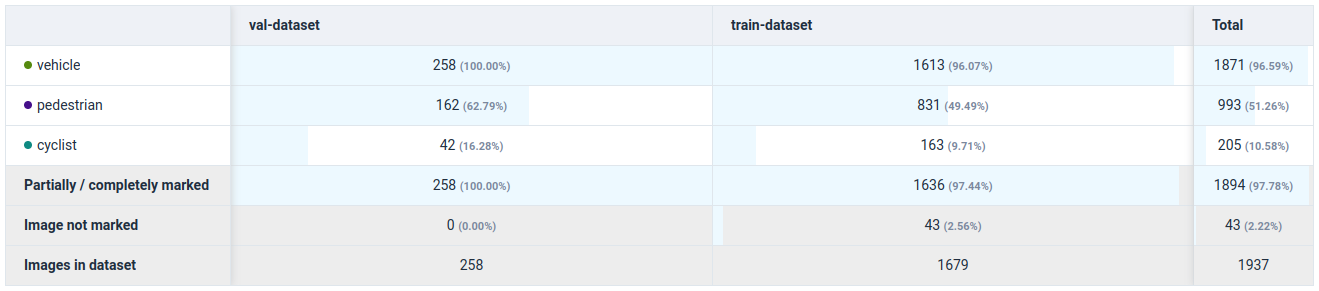 val-dataset train-dataset Total
vehicle 258 (100.00%) 1613 (96.07%) 1871 (96.59%)
pedestrian 162 (62.79%) 831 (49.49%) 993 (51.26%)
cyclist 42 (16.28%) 163 (9.71%) 205 (10.58%)
Partially / completely marked 258 (100.00%) 1636 (97.44%) 1894 (97.78%)
Image not marked 0 (0.00%) 43 (2.56%) 43 (2.22%)
Images in dataset 258 1679 1937